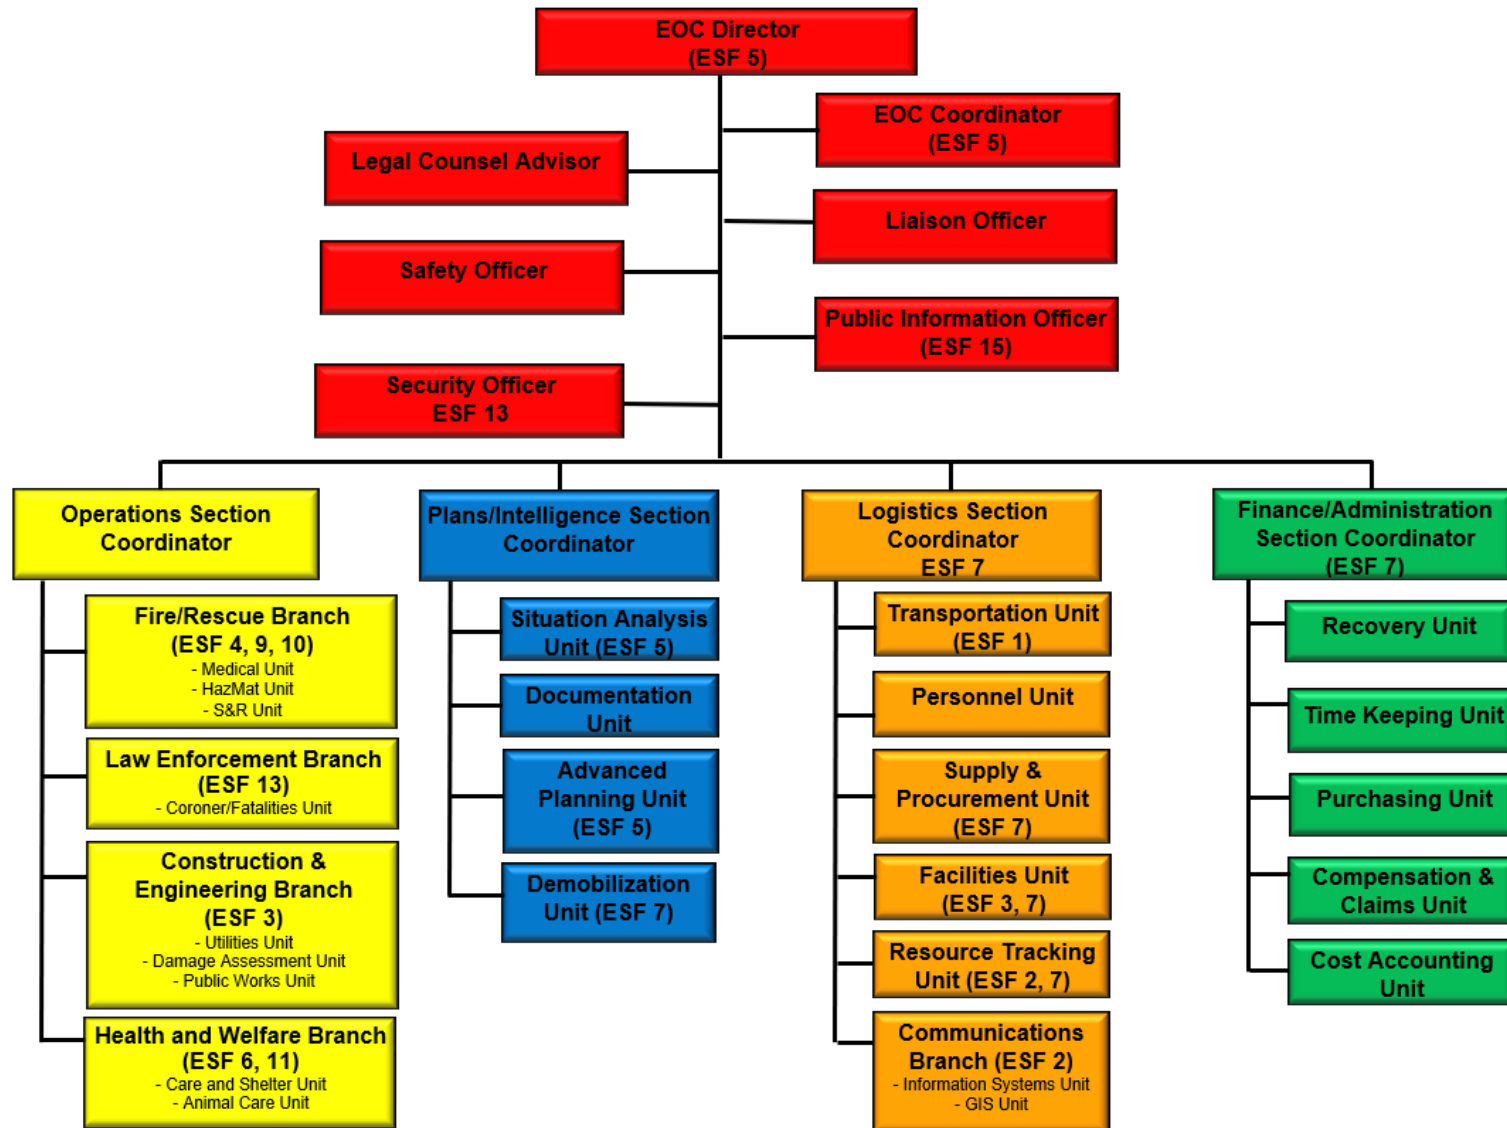 EOC Director
(ESF 5)
EOC Coordinator
(ESF 5)
Legal Counsel Advisor
Liaison Officer
Safety Officer
Public Information Officer
(ESF 15)
Security Officer
ESF 13
Operations Section
Coordinator
Fire/Rescue Branch
(ESF 4, 9, 10)
- Medical Unit
- HazMat Unit
- S&R Unit
Law Enforcement Branch
(ESF 13)
- Coroner/Fatalities Unit
Construction &
Engineering Branch
(ESF 3)
- Utilities Unit
- Damage Assessment Unit
- Public Works Unit
Health and Welfare Branch
(ESF 6, 11)
- Care and Shelter Unit
- Animal Care Unit
Plans/Intelligence Section
Coordinator
Situation Analysis
Unit (ESF 5)
Documentation
Unit
Advanced
Planning Unit
(ESF 5)
Demobilization
Unit (ESF 7)
Logistics Section
Coordinator
ESF 7
Transportation Unit
(ESF 1)
Personnel Unit
Supply &
Procurement Unit
(ESF 7)
Facilities Unit
(ESF 3, 7)
Resource Tracking
Unit (ESF 2, 7)
Communications
Branch (ESF 2)
- Information Systems Unit
- GIS Unit
Finance/Administration
Section Coordinator
(ESF 7)
Recovery Unit
Time Keeping Unit
Purchasing Unit
Compensation &
Claims Unit
Cost Accounting
Unit